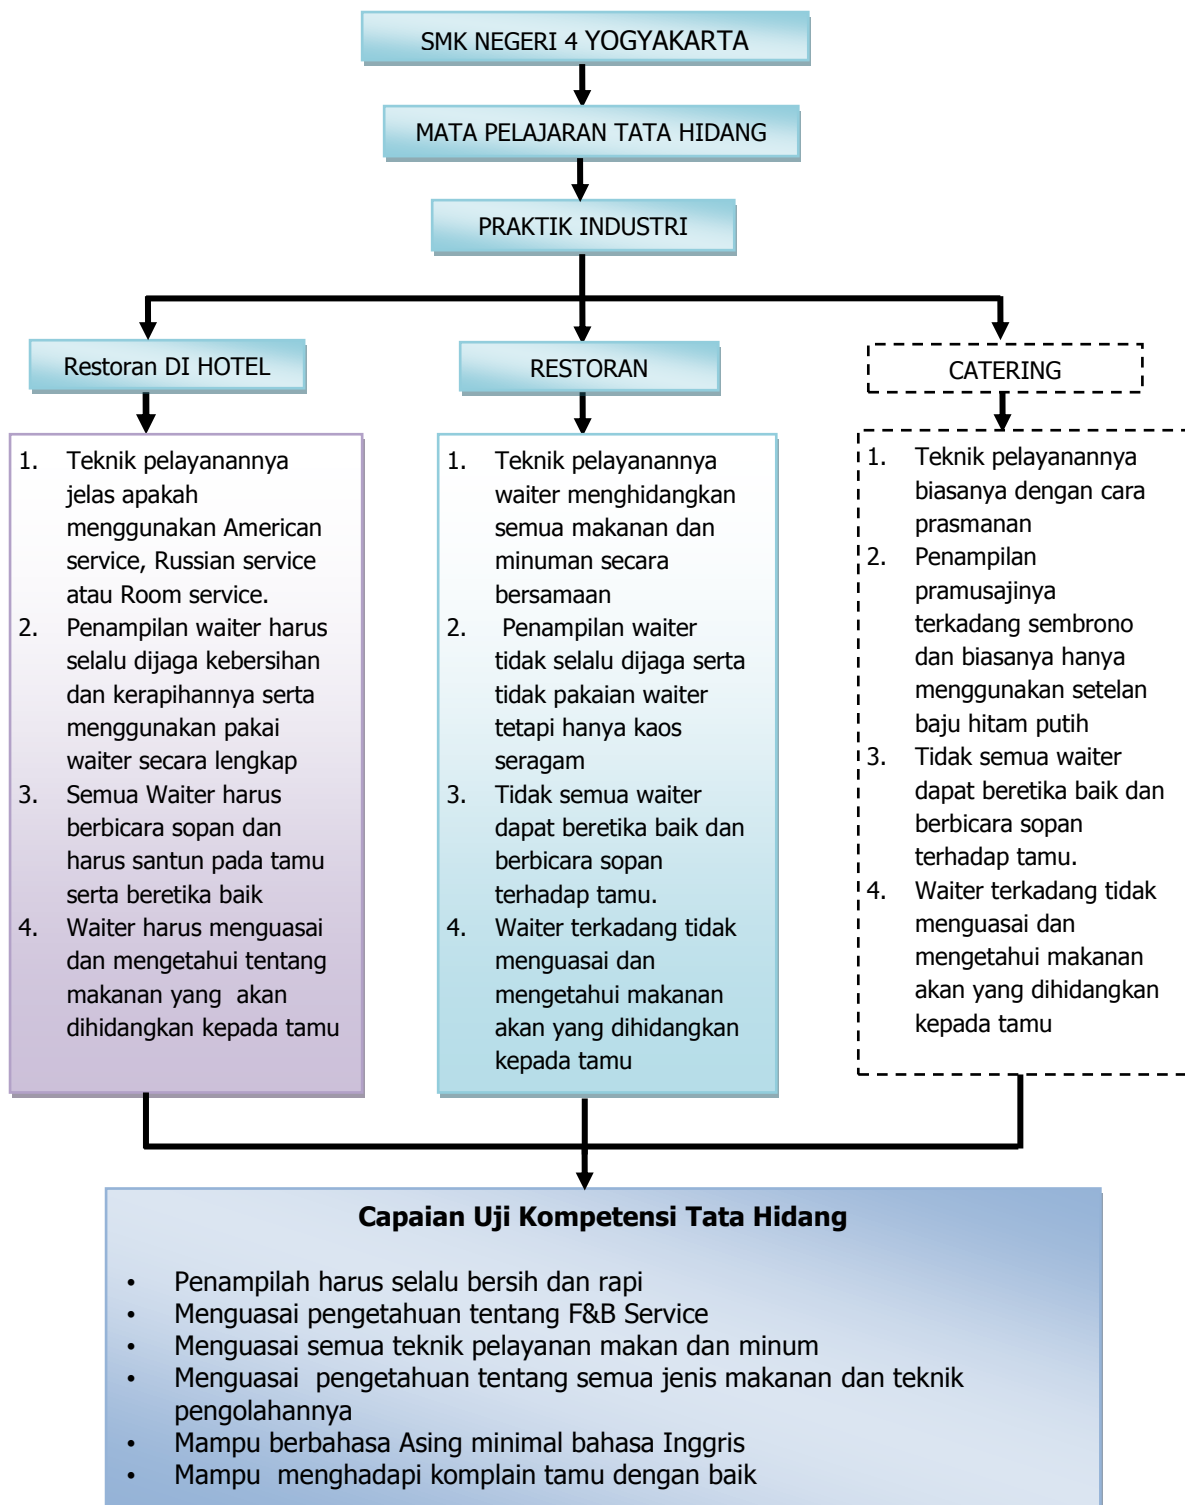 SMK NEGERI 4 YOGYAKARTA
MATA PELAJARAN TATA HIDANG
PRAKTIK INDUSTRI
Restoran DI HOTEL
RESTORAN
CATERING
1. Teknik pelayanannya
jelas apakah
menggunakan American
service, Russian service
atau Room service.
2. Penampilan waiter harus
selalu dijaga kebersihan
dan kerapihannya serta
menggunakan pakai
waiter secara lengkap
3. Semua Waiter harus
berbicara sopan dan
harus santun pada tamu
serta beretika baik
4. Waiter harus menguasai
dan mengetahui tentang
makanan yang akan
dihidangkan kepada tamu
1. Teknik pelayanannya
waiter menghidangkan
semua makanan dan
minuman secara
bersamaan
2. Penampilan waiter
tidak selalu dijaga serta
tidak pakaian waiter
tetapi hanya kaos
seragam
3. Tidak semua waiter
dapat beretika baik dan
berbicara sopan
terhadap tamu.
4. Waiter terkadang tidak
menguasai dan
mengetahui makanan
akan yang dihidangkan
kepada tamu
1. Teknik pelayanannya
biasanya dengan cara
prasmanan
2. Penampilan
pramusajinya
terkadang sembrono
dan biasanya hanya
menggunakan setelan
baju hitam putih
3. Tidak semua waiter
dapat beretika baik dan
berbicara sopan
terhadap tamu.
4. Waiter terkadang tidak
menguasai dan
mengetahui makanan
akan yang dihidangkan
kepada tamu
Capaian Uji Kompetensi Tata Hidang
• Penampilah harus selalu bersih dan rapi
• Menguasai pengetahuan tentang F&B Service
• Menguasai semua teknik pelayanan makan dan minum
• Menguasai pengetahuan tentang semua jenis makanan dan teknik
pengolahannya
• Mampu berbahasa Asing minimal bahasa Inggris
• Mampu menghadapi komplain tamu dengan baik